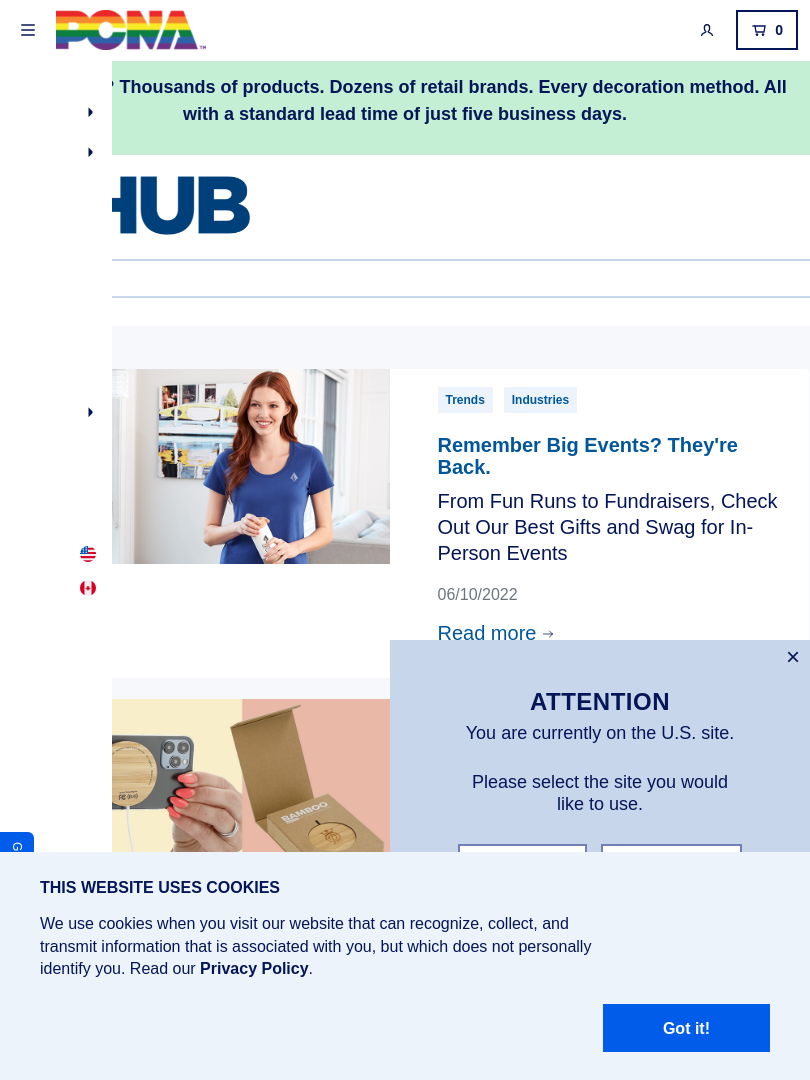 PCNA
0
? Thousands of products. Dozens of retail brands. Every decoration method. All
with a standard lead time of just five business days.
HUB
Trends
Industries
Remember Big Events? They're
Back.
From Fun Runs to Fundraisers, Check
Out Our Best Gifts and Swag for In-
Person Events
06/10/2022
Read more
ATTENTION
You are currently on the U.S. site.
Please select the site you would
like to use.
BAMBOO
G
THIS WEBSITE USES COOKIES
We use cookies when you visit our website that can recognize, collect, and
transmit information that is associated with you, but which does not personally
identify you. Read our Privacy Policy.
Got it!